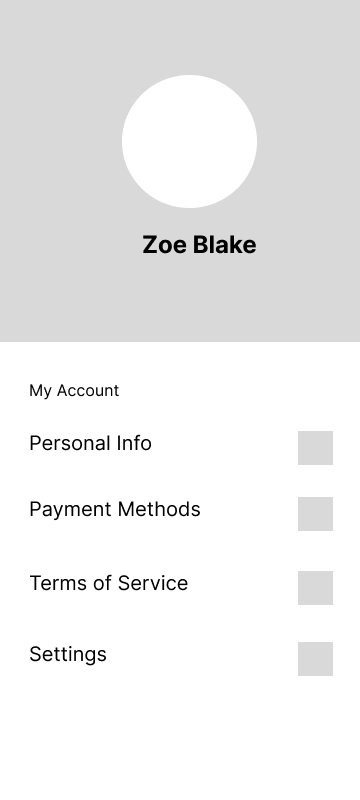 Zoe Blake
My Account
Personal Info
Payment Methods
Terms of Service
Settings